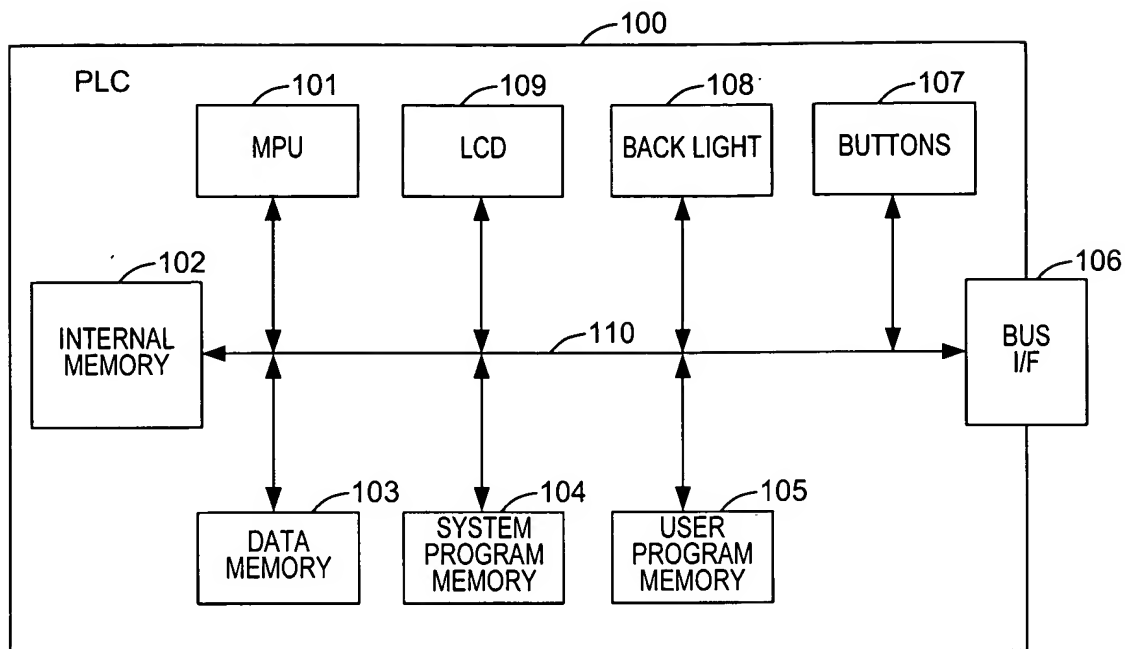 100
PLC
101
109
108
107
MPU
LCD
BACK LIGHT
BUTTONS
102
106
INTERNAL
MEMORY
110
BUS
I/F
103
104
105
DATA
MEMORY
SYSTEM
PROGRAM
MEMORY
USER
PROGRAM
MEMORY